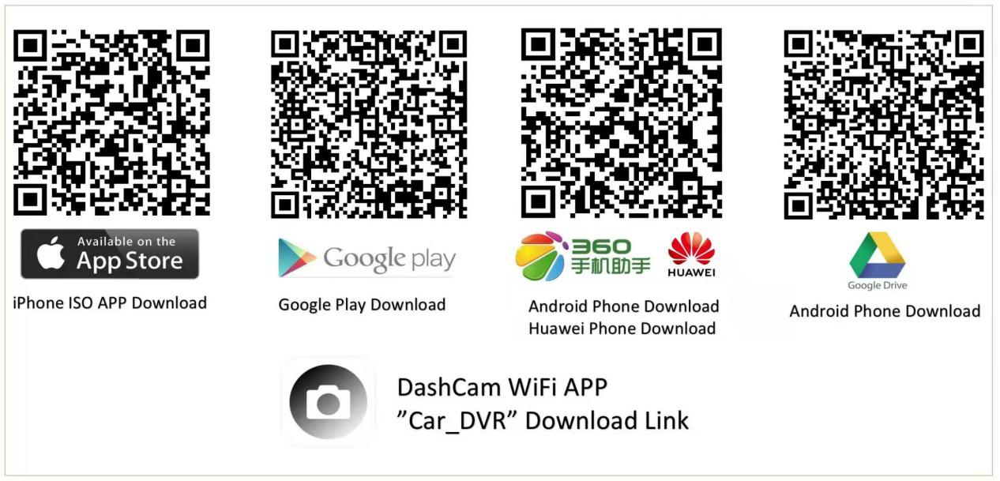 Available on the
App Store
iPhone ISO APP Download
Google play
Google Play Download
360
手机助手
HUAWEI
Android Phone Download
Huawei Phone Download
Google Drive
Android Phone Download
DashCam WiFi APP
”Car_DVR” Download Link